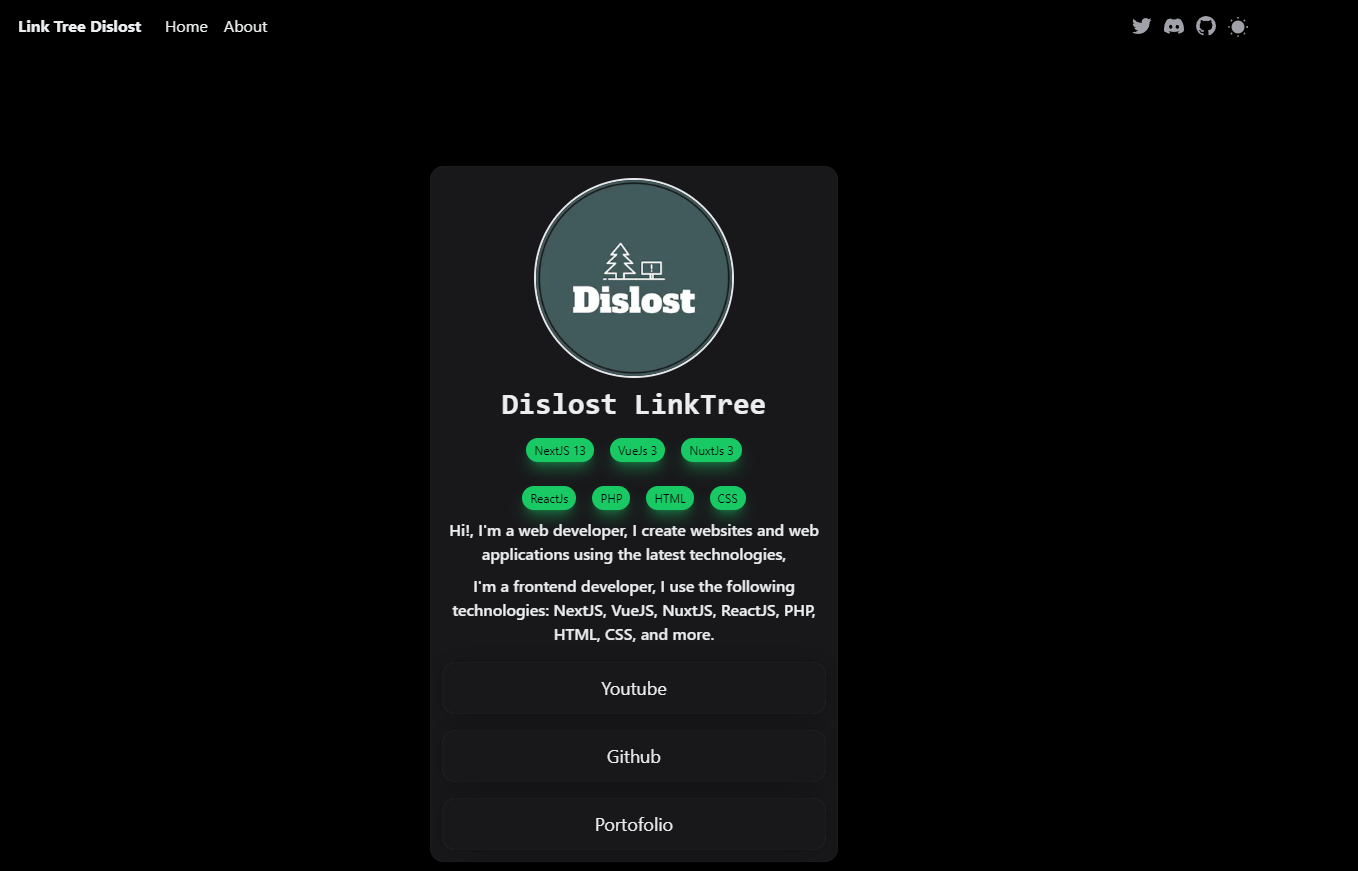 Link Tree Dislost Home About
Dislost
Dislost LinkTree
NextJS 13 VueJs 3 NuxtJs 3
ReactJs PHP HTML CSS
Hi!, I'm a web developer, I create websites and web
applications using the latest technologies,
I'm a frontend developer, I use the following
technologies: NextJS, VueJS, NuxtJS, ReactJS, PHP,
HTML, CSS, and more.
Youtube
Github
Portofolio